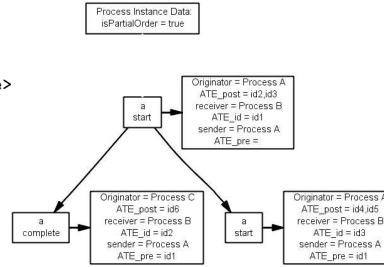 Process Instance Data:
isPartialOrder = true
>
a
start
Originator = Process A
ATE_post = id2,id3
receiver = Process B
ATE_id = id1
sender = Process A
ATE_pre =
a
complete
Originator = Process C
ATE_post = id6
receiver = Process B
ATE_id = id2
sender = Process A
ATE_pre = id1
a
start
Originator = Process A
ATE_post = id4,id5
receiver = Process B
ATE_id = id3
sender = Process A
ATE_pre = id1